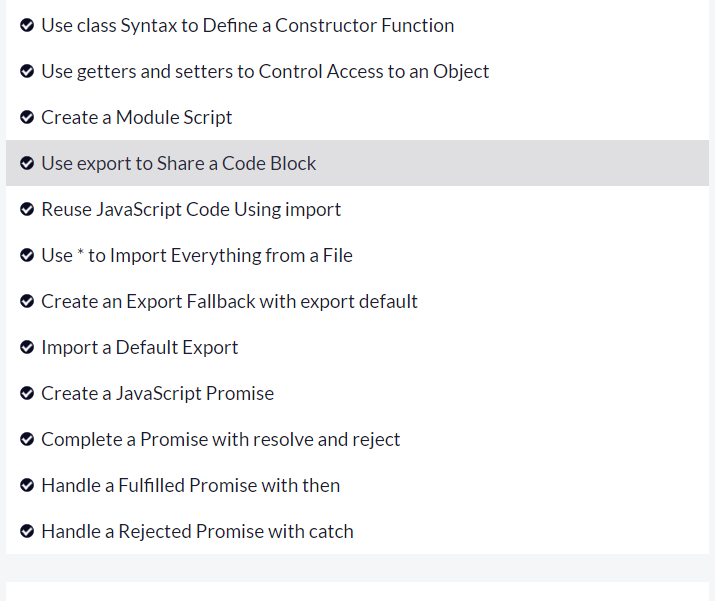 Use class Syntax to Define a Constructor Function
Use getters and setters to Control Access to an Object
Create a Module Script
Use export to Share a Code Block
Reuse JavaScript Code Using import
Use * to Import Everything from a File
Create an Export Fallback with export default
Import a Default Export
Create a JavaScript Promise
Complete a Promise with resolve and reject
Handle a Fulfilled Promise with then
Handle a Rejected Promise with catch